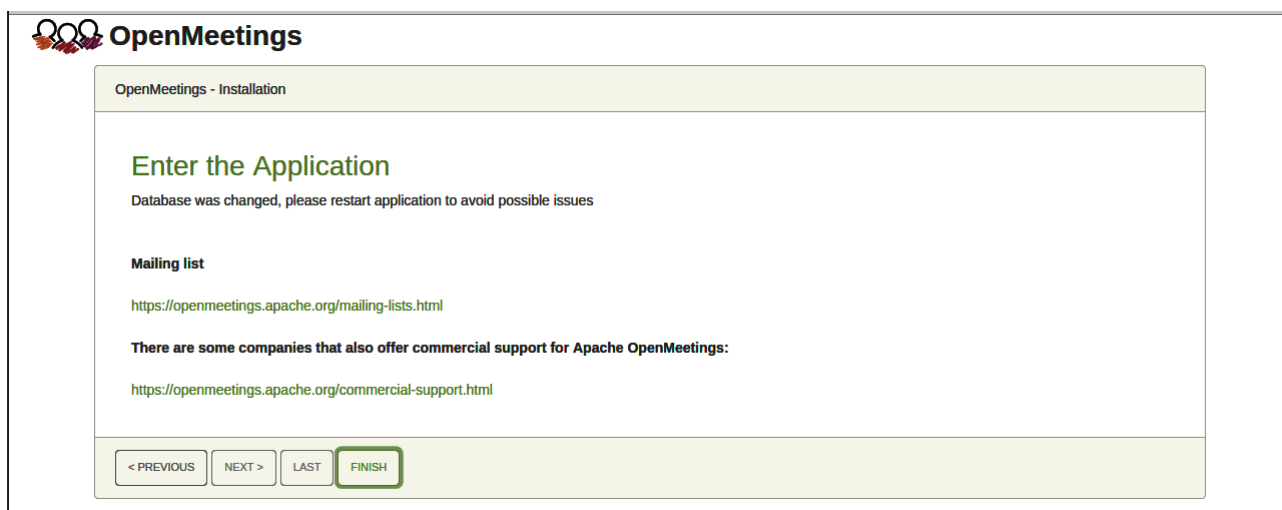 OpenMeetings
OpenMeetings - Installation
Enter the Application
Database was changed, please restart application to avoid possible issues
Mailing list
https://openmeetings.apache.org/mailing-lists.html
There are some companies that also offer commercial support for Apache OpenMeetings:
https://openmeetings.apache.org/commercial-support.html
< PREVIOUS NEXT > LAST FINISH